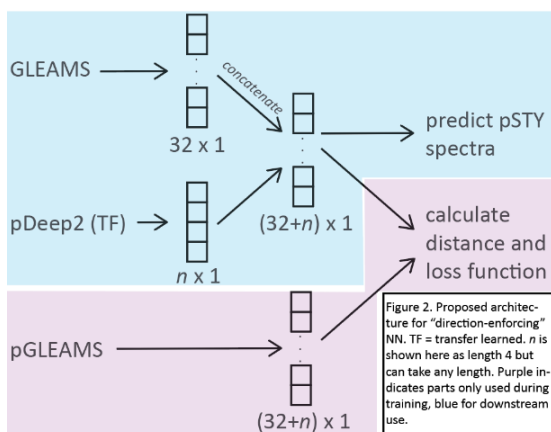 GLEAMS
concatenate
32 x 1
predict pSTY
spectra
pDeep2 (TF)
n x 1
(32+n) x 1
calculate
distance and
loss function
pGLEAMS
(32+n) x 1
Figure 2. Proposed architec-
ture for “direction-enforcing”
NN. TF = transfer learned. n is
shown here as length 4 but
can take any length. Purple in-
dicates parts only used during
training, blue for downstream
use.